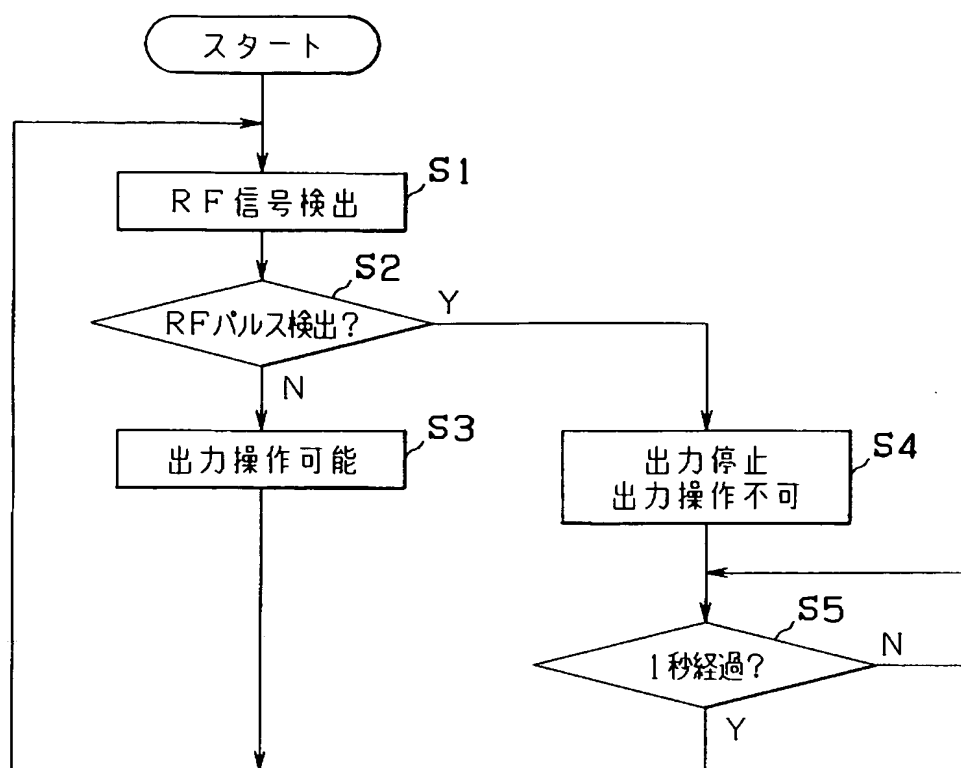 スタート
RF信号検出
S1
RFパルス検出?
S2
Y
N
出力操作可能
S3
出力停止
出力操作不可
S4
1秒経過?
S5
N
Y